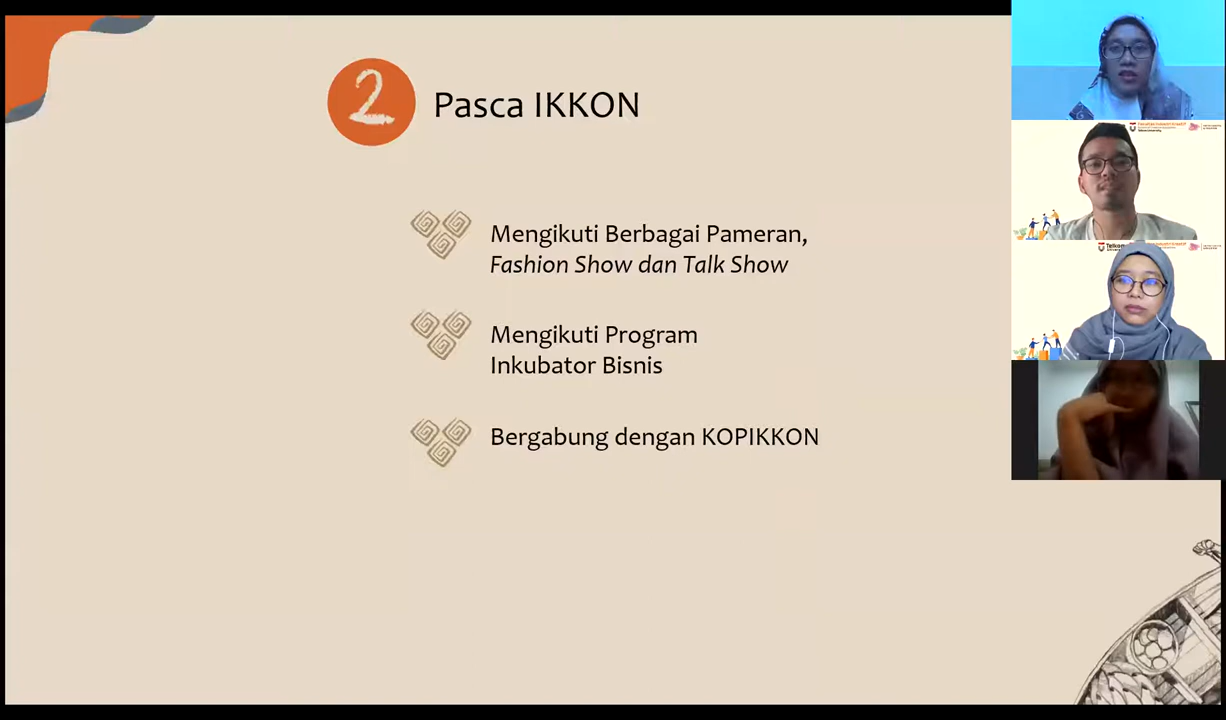 2
Pasca IKKON
Mengikuti Berbagai Pameran,
Fashion Show dan Talk Show
Mengikuti Program
Inkubator Bisnis
Bergabung dengan KOPIKKON